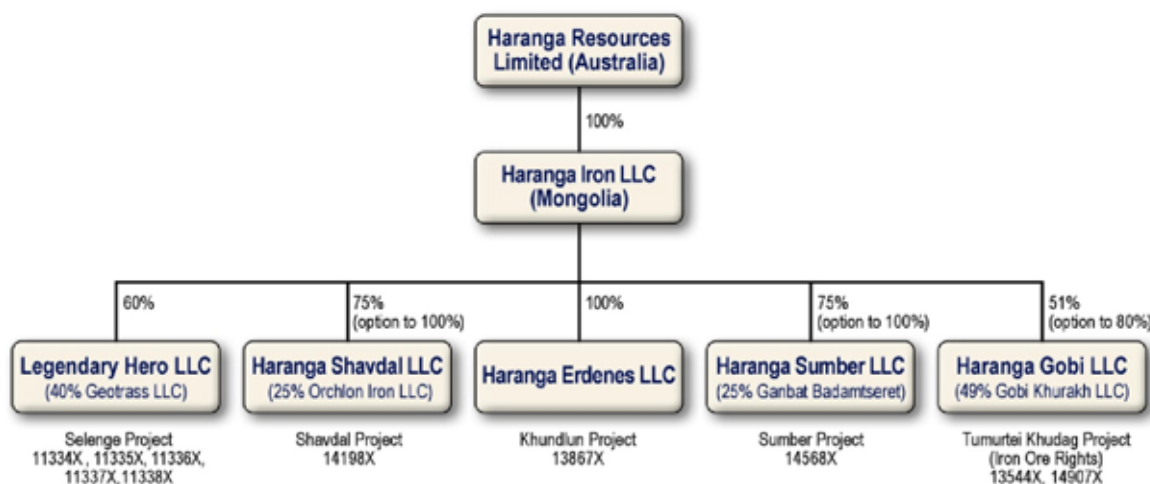 Haranga Resources
Limited (Australia)
100%
Haranga Iron LLC
(Mongolia)
60%
75%
(option to 100%)
100%
75%
(option to 100%)
51%
(option to 80%)
Legendary Hero LLC
(40% Geotrass LLC)
Haranga Shavdal LLC
(25% Orchlon Iron LLC)
Haranga Erdenes LLC
Haranga Sumber LLC
(25% Ganbat Badamtseret)
Haranga Gobi LLC
(49% Gobi Khurakh LLC)
Selenge Project
11334X , 11335X, 11336X,
11337X,11338X
Shavdal Project
14198X
Khundlun Project
13867X
Sumber Project
14568X
Tumurtei Khudag Project
(Iron Ore Rights)
13544X, 14907X